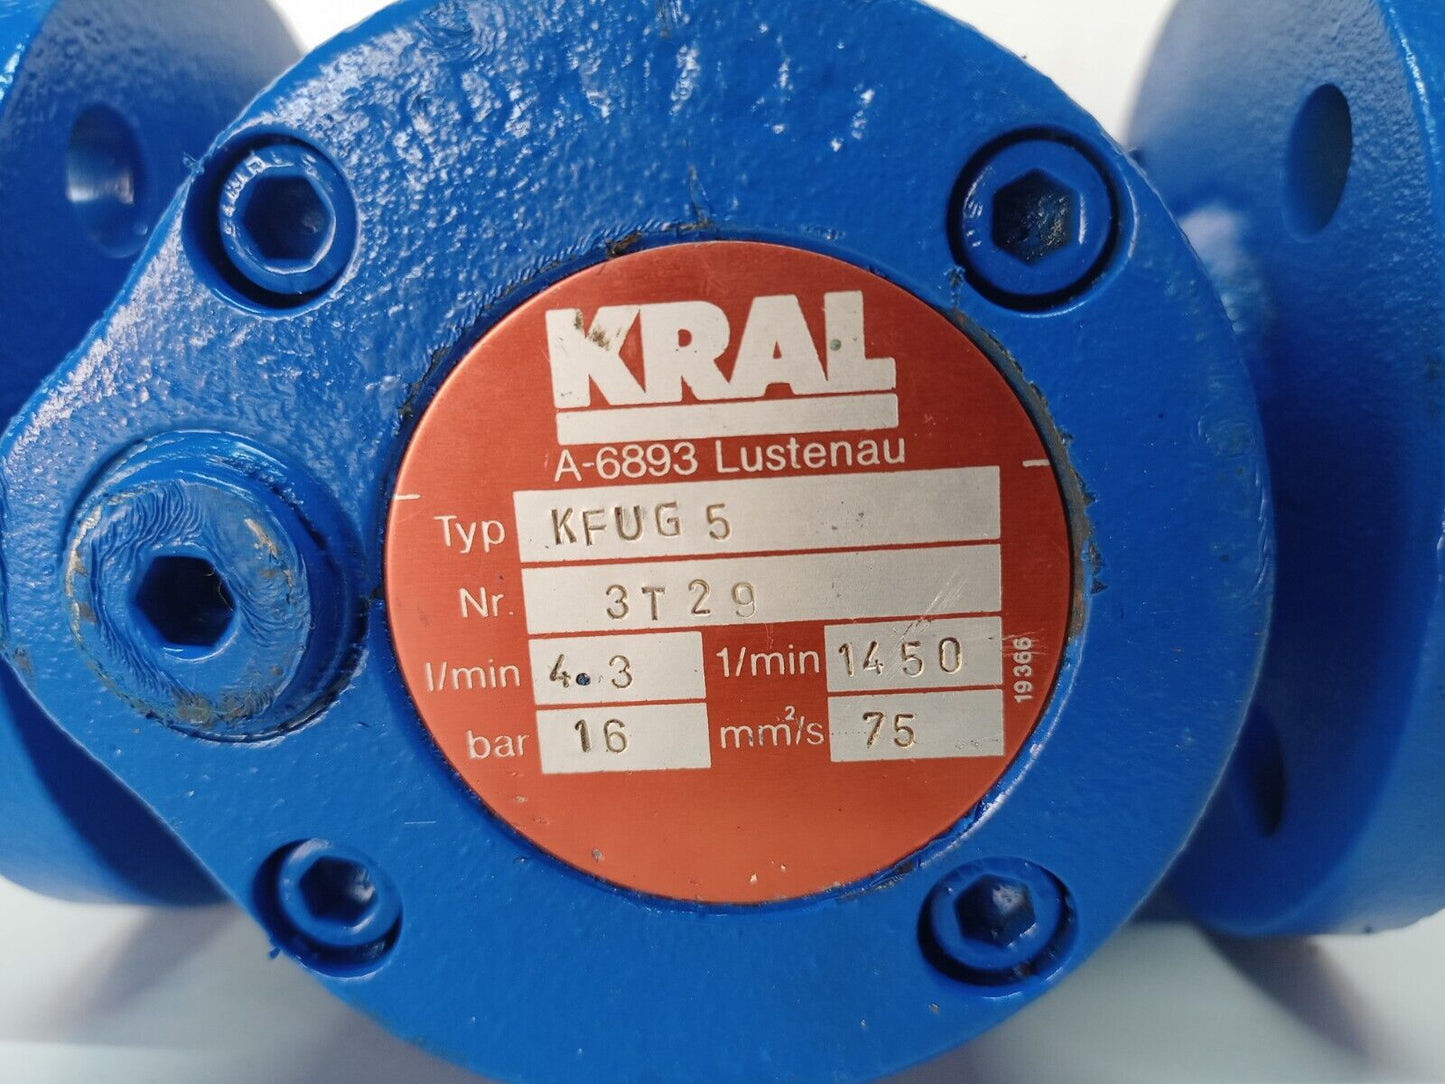 KRAL
A-6893 Lustenau
Typ KFUG 5
Nr. 3T29
l/min 4.3 1/min 1450
bar 16 mm²/s 75
19366